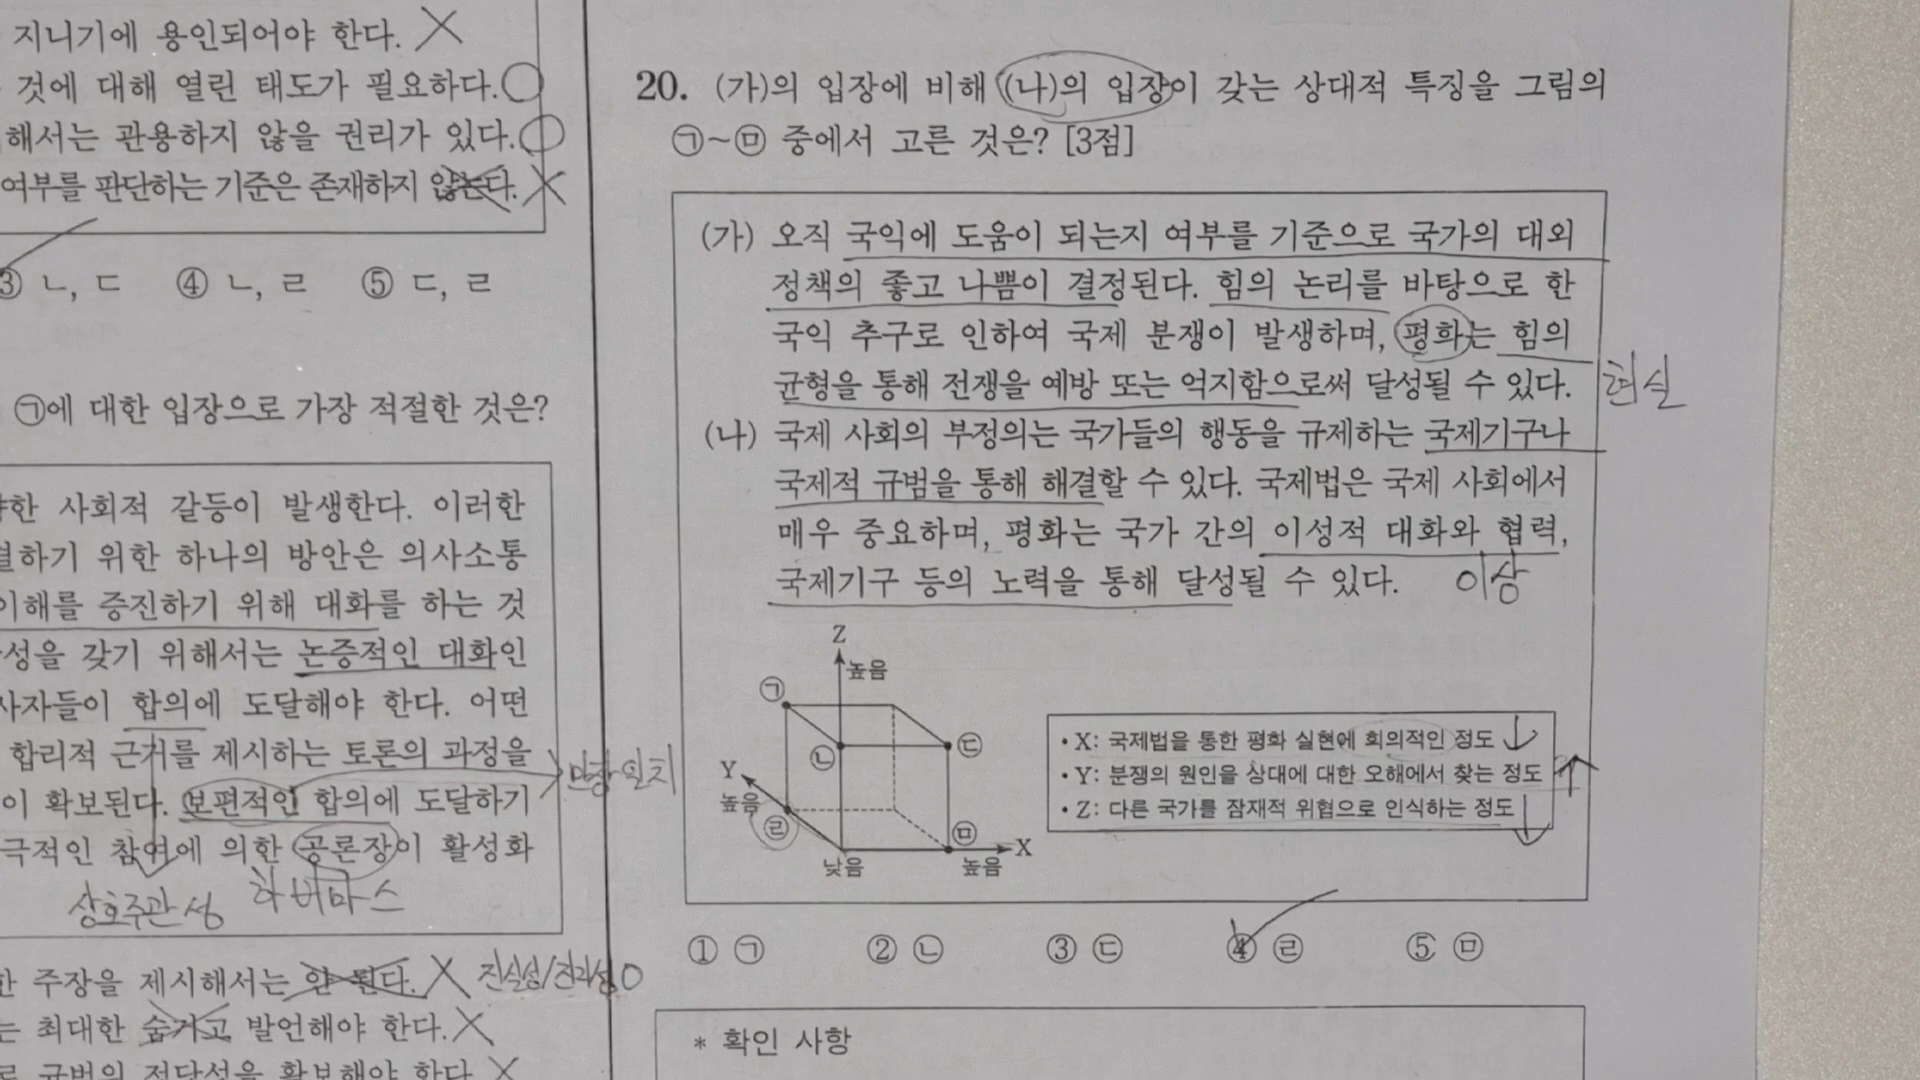 지니기에 용인되어야 한다. X
것에 대해 열린 태도가 필요하다. O
해서는 관용하지 않을 권리가 있다. O
여부를 판단하는 기준은 존재하지 않는다. X
③ ㄴ, ㄷ ④ ㄴ, ㄹ ⑤ ㄷ, ㄹ
㉠에 대한 입장으로 가장 적절한 것은?
한 사회적 갈등이 발생한다. 이러한
결하기 위한 하나의 방안은 의사소통
이해를 증진하기 위해 대화를 하는 것
성을 갖기 위해서는 논증적인 대화인
사자들이 합의에 도달해야 한다. 어떤
합리적 근거를 제시하는 토론의 과정을
이 확보된다. 보편적인 합의에 도달하기
만장일치
극적인 참여에 의한 공론장이 활성화
상호주관성 하버마스
한 주장을 제시해서는 안 된다. X 진실성/진리성 O
는 최대한 숨기고 발언해야 한다. X
규범의 정당성을 확보해야 한다. X
20. (가)의 입장에 비해 (나)의 입장이 갖는 상대적 특징을 그림의
㉠~㉤ 중에서 고른 것은? [3점]
(가) 오직 국익에 도움이 되는지 여부를 기준으로 국가의 대외
정책의 좋고 나쁨이 결정된다. 힘의 논리를 바탕으로 한
국익 추구로 인하여 국제 분쟁이 발생하며, 평화는 힘의
균형을 통해 전쟁을 예방 또는 억지함으로써 달성될 수 있다.
현실
(나) 국제 사회의 부정의는 국가들의 행동을 규제하는 국제기구나
국제적 규범을 통해 해결할 수 있다. 국제법은 국제 사회에서
매우 중요하며, 평화는 국가 간의 이성적 대화와 협력,
국제기구 등의 노력을 통해 달성될 수 있다. 이상
Z
높음
㉠
㉡
㉢
Y
높음
㉣
㉤
X
낮음
높음
• X: 국제법을 통한 평화 실현에 회의적인 정도 ↓
• Y: 분쟁의 원인을 상대에 대한 오해에서 찾는 정도 ↑
• Z: 다른 국가를 잠재적 위협으로 인식하는 정도 ↓
① ㉠ ② ㉡ ③ ㉢ ④ ㉣ ⑤ ㉤
* 확인 사항